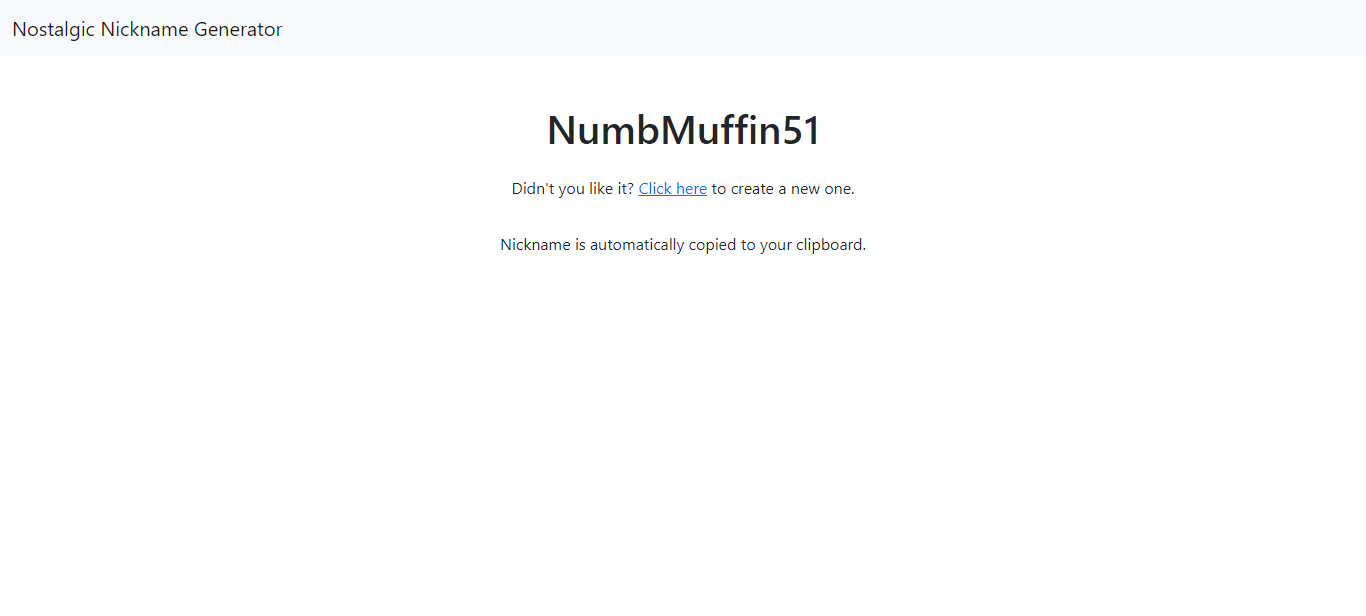 Nostalgic Nickname Generator
NumbMuffin51
Didn't you like it? Click here to create a new one.
Nickname is automatically copied to your clipboard.